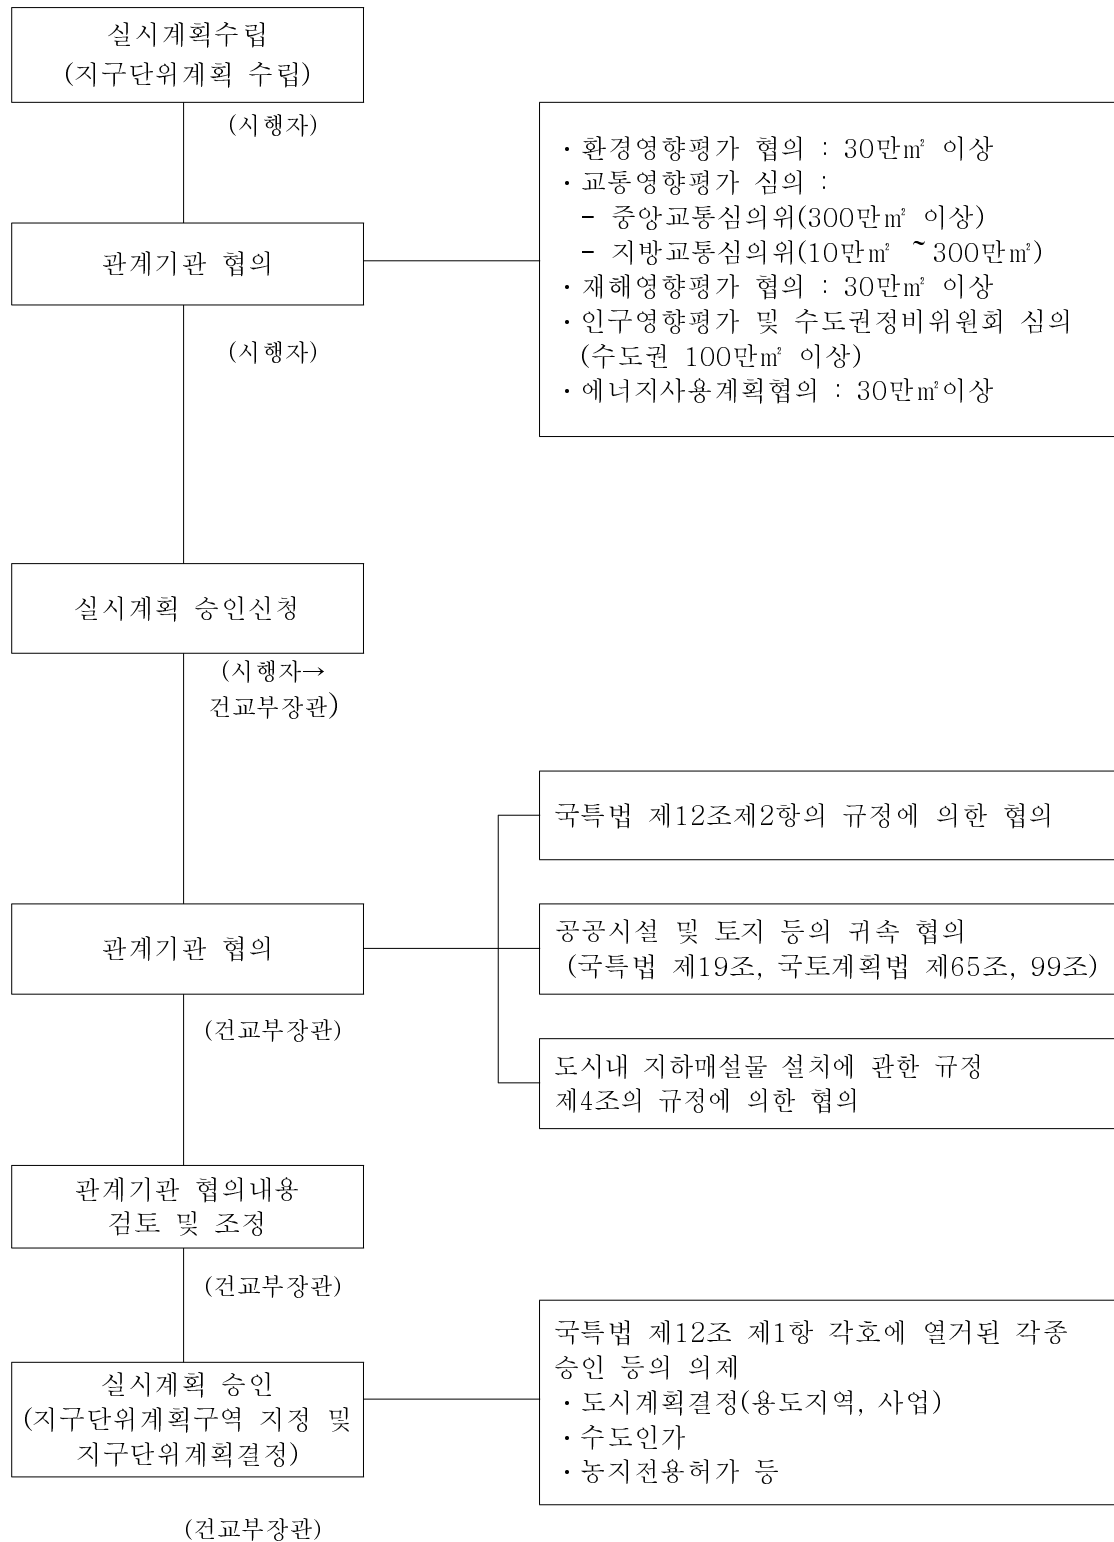 실시계획수립
(지구단위계획 수립)
(시행자)
관계기관 협의
(시행자)
· 환경영향평가 협의 : 30만㎡ 이상
· 교통영향평가 심의 :
- 중앙교통심의위(300만㎡ 이상)
- 지방교통심의위(10만㎡ ~300만㎡)
· 재해영향평가 협의 : 30만㎡ 이상
· 인구영향평가 및 수도권정비위원회 심의
(수도권 100만㎡ 이상)
· 에너지사용계획협의 : 30만㎡이상
실시계획 승인신청
(시행자→
건교부장관)
관계기관 협의
(건교부장관)
국특법 제12조제2항의 규정에 의한 협의
공공시설 및 토지 등의 귀속 협의
(국특법 제19조, 국토계획법 제65조, 99조)
도시내 지하매설물 설치에 관한 규정
제4조의 규정에 의한 협의
관계기관 협의내용
검토 및 조정
(건교부장관)
실시계획 승인
(지구단위계획구역 지정 및
지구단위계획결정)
(건교부장관)
국특법 제12조 제1항 각호에 열거된 각종
승인 등의 의제
· 도시계획결정(용도지역, 사업)
· 수도인가
· 농지전용허가 등